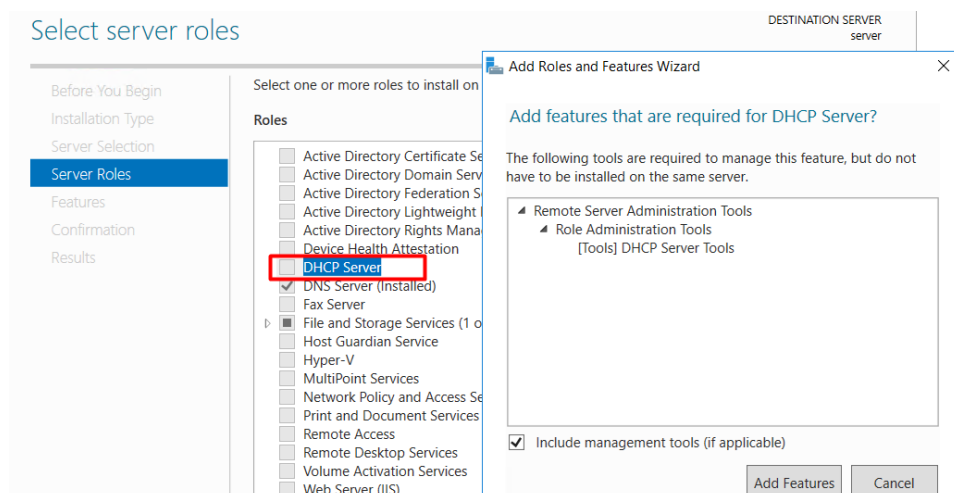 Select server roles
DESTINATION SERVER
server
Before You Begin
Installation Type
Server Selection
Server Roles
Features
Confirmation
Results
Select one or more roles to install on
Roles
Active Directory Certificate Se
Active Directory Domain Serv
Active Directory Federation S
Active Directory Lightweight
Active Directory Rights Mana
Device Health Attestation
DHCP Server
DNS Server (Installed)
Fax Server
File and Storage Services (1 o
Host Guardian Service
Hyper-V
MultiPoint Services
Network Policy and Access Se
Print and Document Services
Remote Access
Remote Desktop Services
Volume Activation Services
Web Server (IIS)
Add Roles and Features Wizard
Add features that are required for DHCP Server?
The following tools are required to manage this feature, but do not
have to be installed on the same server.
Remote Server Administration Tools
Role Administration Tools
[Tools] DHCP Server Tools
Include management tools (if applicable)
Add Features
Cancel